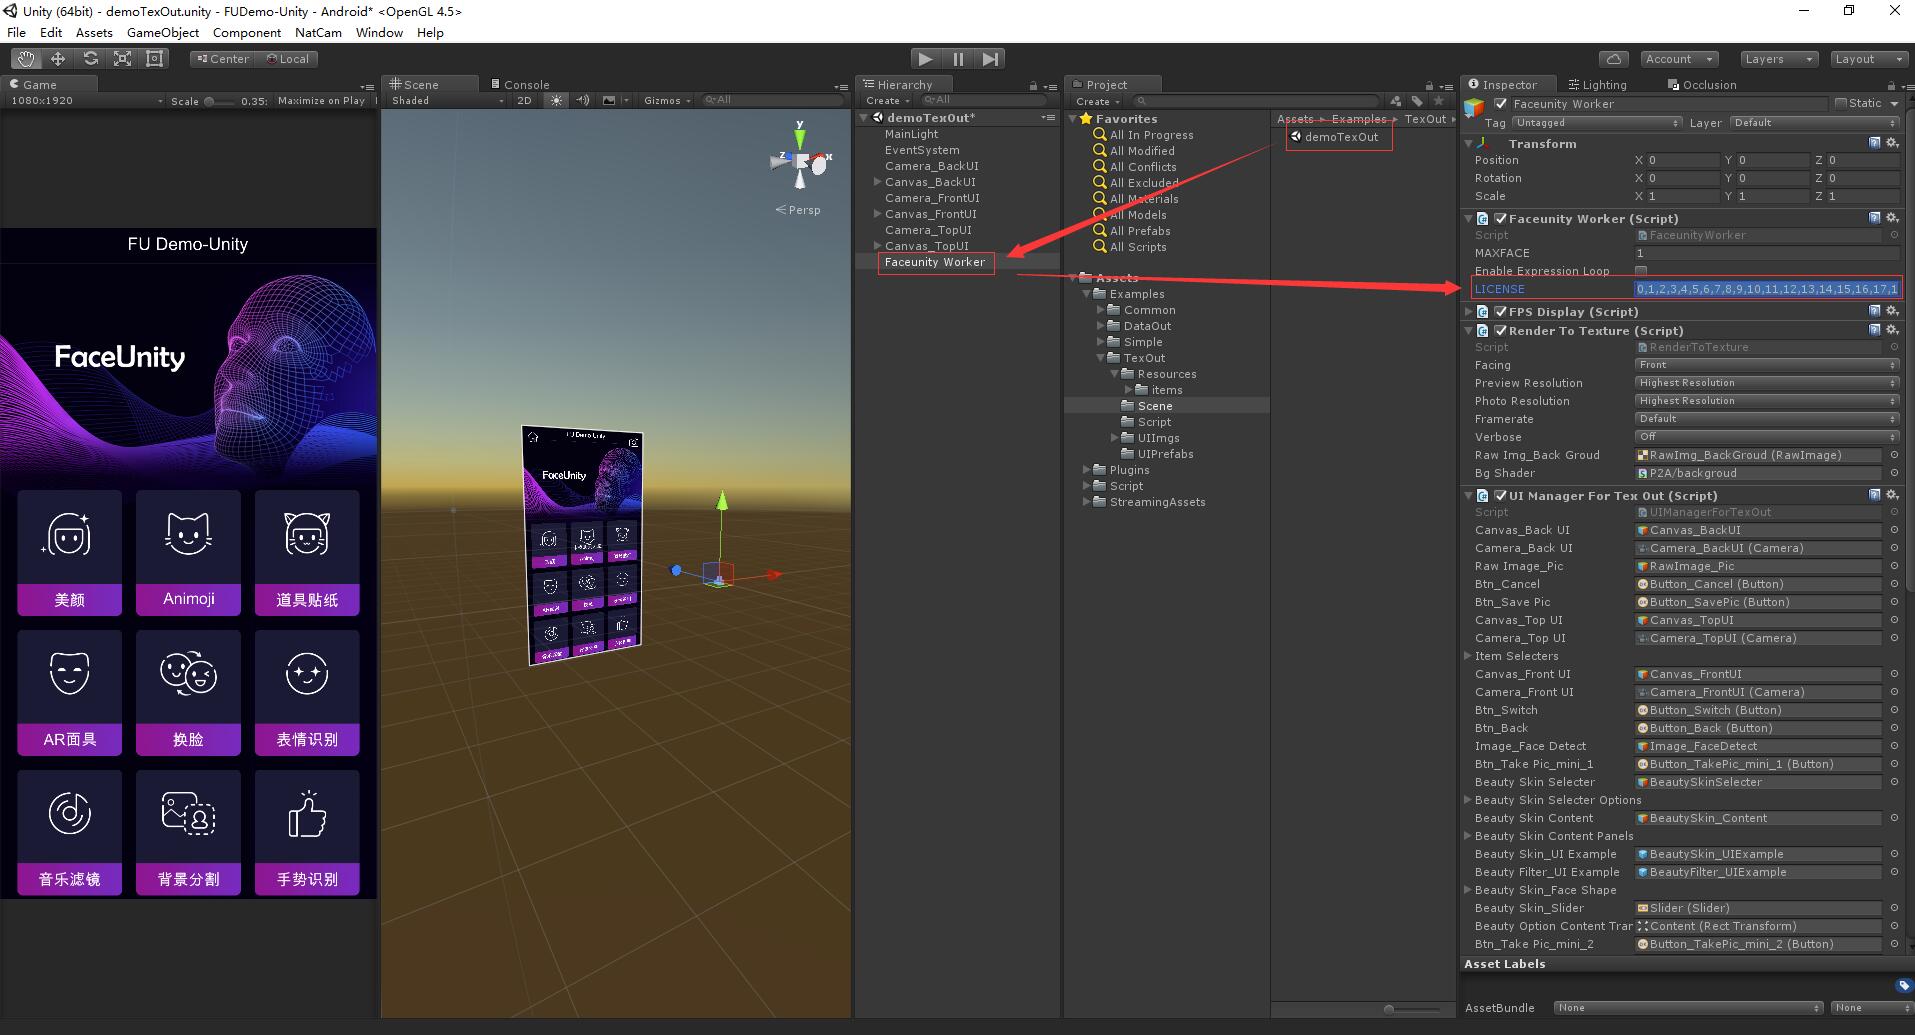 Unity (64bit) - demoTexOut.unity - FUDemo-Unity - Android* <OpenGL 4.5>
File Edit Assets GameObject Component NatCam Window Help
Center Local
Account Layers Layout
Game
1080x1920 Scale 0.35: Maximize on Play
FU Demo-Unity
FaceUnity
美颜 Animoji 道具贴纸
AR面具 换脸 表情识别
音乐滤镜 背景分割 手势识别
Scene Console
Shaded 2D Gizmos All
y
z x
Persp
FU Demo-Unity
FaceUnity
Hierarchy
Create All
demoTexOut*
MainLight
EventSystem
Camera_BackUI
Canvas_BackUI
Camera_FrontUI
Canvas_FrontUI
Camera_TopUI
Canvas_TopUI
Faceunity Worker
Project
Create
Favorites
All In Progress
All Modified
All Conflicts
All Excluded
All Materials
All Models
All Prefabs
All Scripts
Assets
Examples
Common
DataOut
Simple
TexOut
Resources
items
Scene
Script
UIImgs
UIPrefabs
Plugins
Script
StreamingAssets
Assets Examples TexOut
demoTexOut
Inspector Lighting Occlusion
Faceunity Worker Static
Tag Untagged Layer Default
Transform
Position X 0 Y 0 Z 0
Rotation X 0 Y 0 Z 0
Scale X 1 Y 1 Z 1
Faceunity Worker (Script)
Script FaceunityWorker
MAXFACE 1
Enable Expression Loop
LICENSE 0,1,2,3,4,5,6,7,8,9,10,11,12,13,14,15,16,17,1
FPS Display (Script)
Render To Texture (Script)
Script RenderToTexture
Facing Front
Preview Resolution Highest Resolution
Photo Resolution Highest Resolution
Framerate Default
Verbose Off
Raw Img_Back Groud RawImg_BackGroud (RawImage)
Bg Shader P2A/backgroud
UI Manager For Tex Out (Script)
Script UIManagerForTexOut
Canvas_Back UI Canvas_BackUI
Camera_Back UI Camera_BackUI (Camera)
Raw Image_Pic RawImage_Pic
Btn_Cancel Button_Cancel (Button)
Btn_Save Pic Button_SavePic (Button)
Canvas_Top UI Canvas_TopUI
Camera_Top UI Camera_TopUI (Camera)
Item Selecters
Canvas_Front UI Canvas_FrontUI
Camera_Front UI Camera_FrontUI (Camera)
Btn_Switch Button_Switch (Button)
Btn_Back Button_Back (Button)
Image_Face Detect Image_FaceDetect
Btn_Take Pic_mini_1 Button_TakePic_mini_1 (Button)
Beauty Skin Selecter BeautySkinSelecter
Beauty Skin Selecter Options
Beauty Skin Content BeautySkin_Content
Beauty Skin Content Panels
Beauty Skin_UI Example BeautySkin_UIExample
Beauty Filter_UI Example BeautyFilter_UIExample
Beauty Skin_Face Shape
Beauty Skin_Slider Slider (Slider)
Beauty Option Content Tran Content (Rect Transform)
Btn_Take Pic_mini_2 Button_TakePic_mini_2 (Button)
Asset Labels
AssetBundle None None